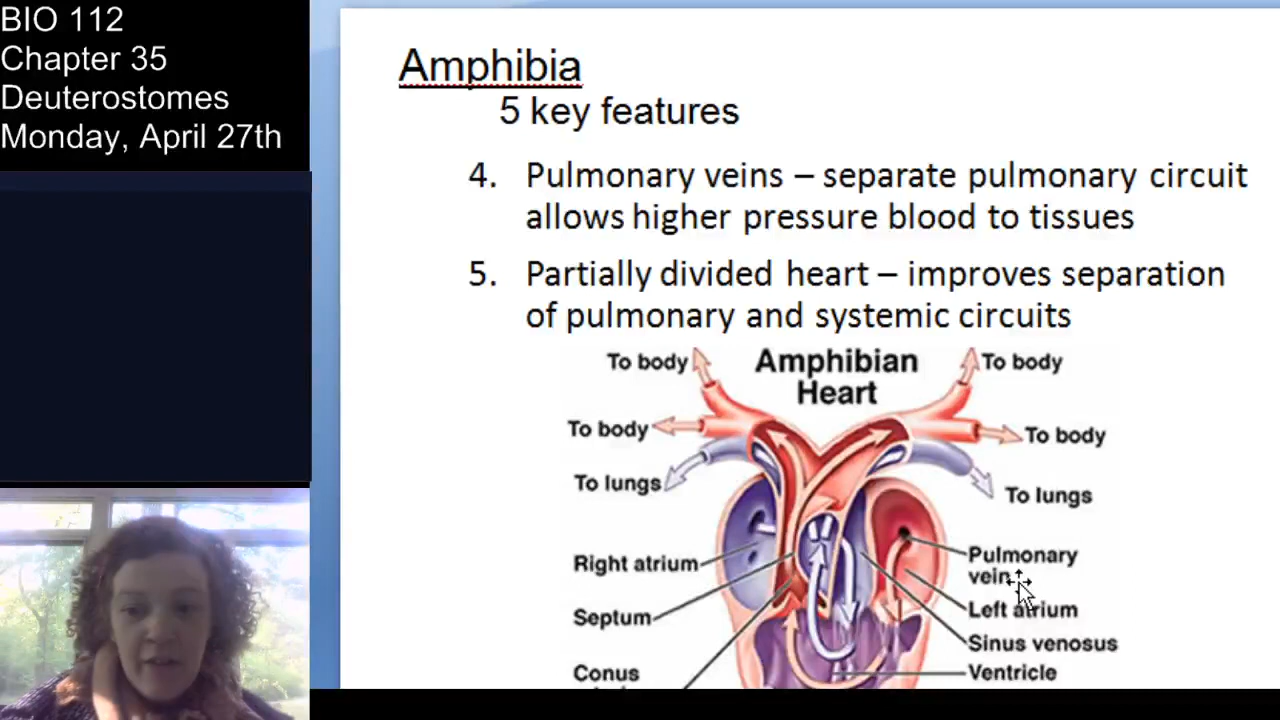 BIO 112
Chapter 35
Deuterostomes
Monday, April 27th
Amphibia
5 key features
4. Pulmonary veins – separate pulmonary circuit
allows higher pressure blood to tissues
5. Partially divided heart – improves separation
of pulmonary and systemic circuits
Amphibian
Heart
To body
To body
To body
To body
To lungs
To lungs
Right atrium
Pulmonary
vein
Septum
Left atrium
Sinus venosus
Conus
Ventricle